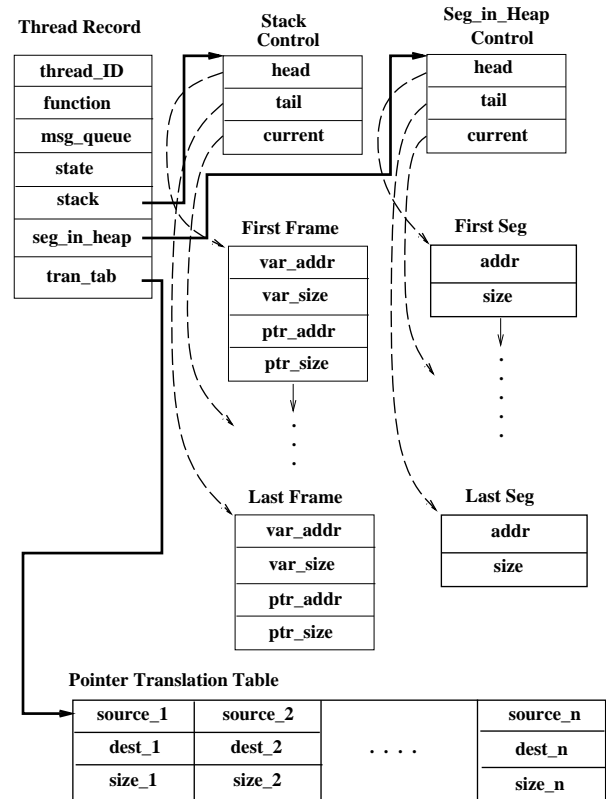 Thread Record
thread_ID
function
msg_queue
state
stack
seg_in_heap
tran_tab
Stack
Control
head
tail
current
Seg_in_Heap
Control
head
tail
current
First Frame
var_addr
var_size
ptr_addr
ptr_size
. . .
Last Frame
var_addr
var_size
ptr_addr
ptr_size
First Seg
addr
size
. . . . .
Last Seg
addr
size
Pointer Translation Table
source_1 source_2 source_n
dest_1 dest_2 . . . . dest_n
size_1 size_2 size_n